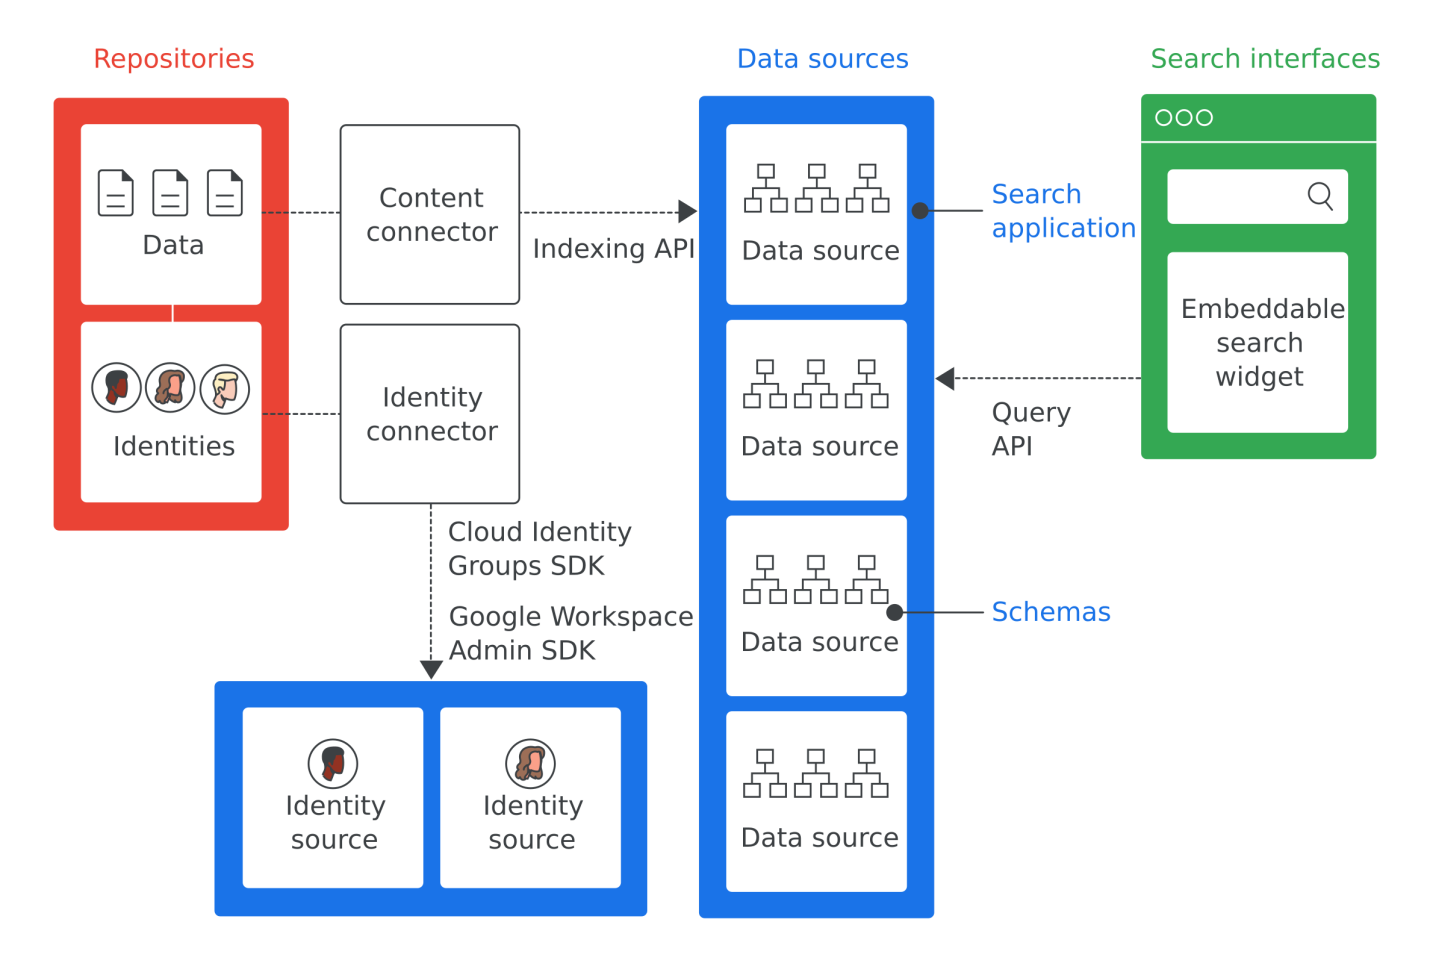 Repositories
Data sources
Search interfaces
Data
Content
connector
Indexing API
Data source
Search
application
Identities
Identity
connector
Data source
Embeddable
search
widget
Query
API
Cloud Identity
Groups SDK
Google Workspace
Admin SDK
Data source
Schemas
Identity
source
Identity
source
Data source